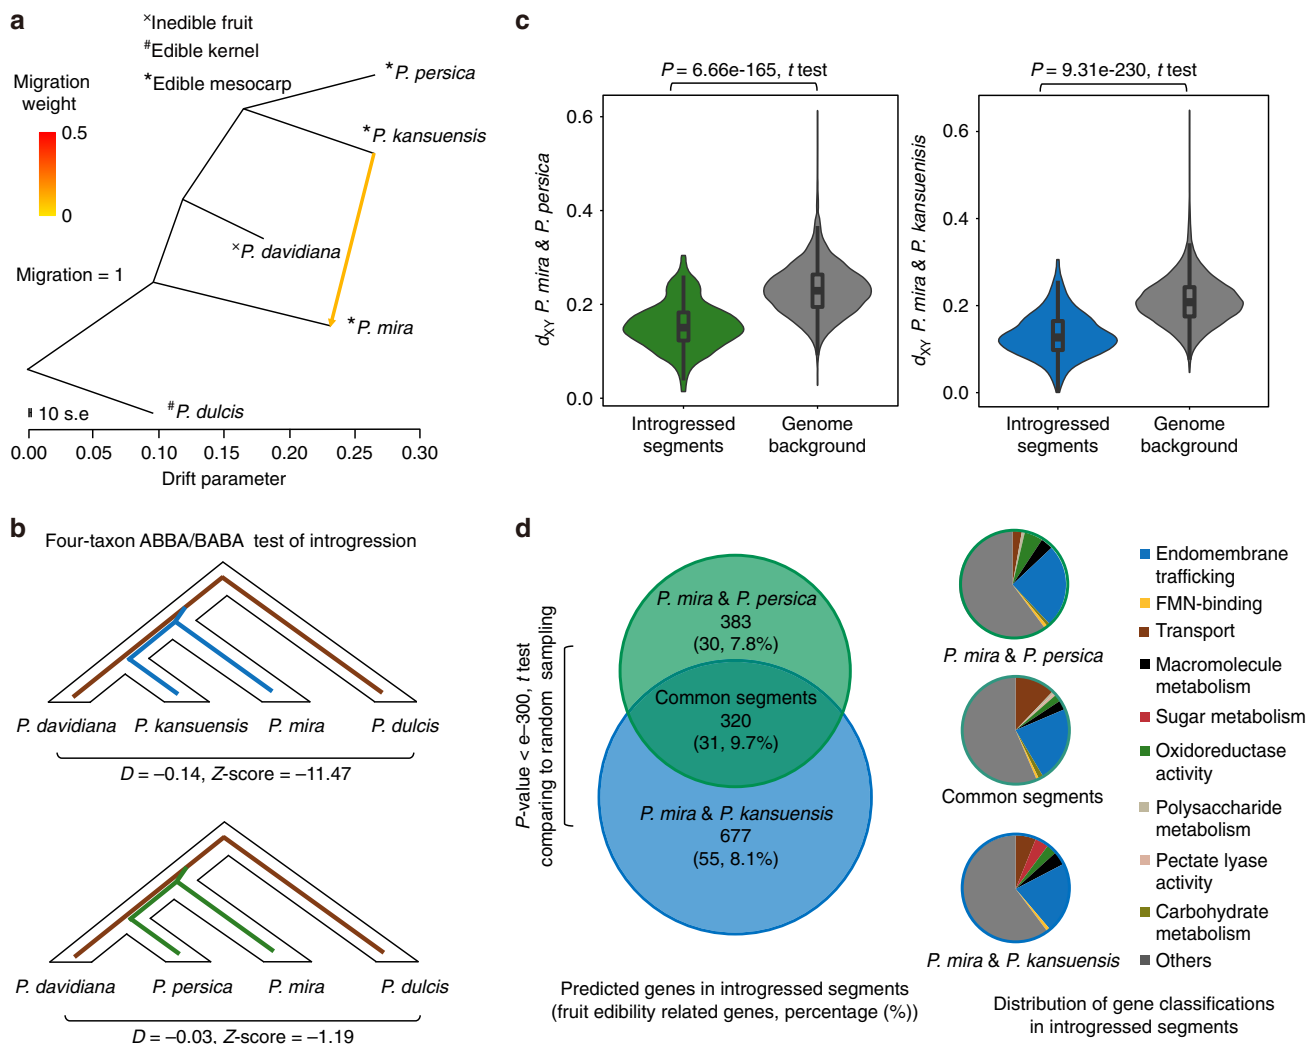 a
×Inedible fruit
#Edible kernel
*Edible mesocarp
Migration
weight
0.5
0
*P. persica
*P. kansuensis
×P. davidiana
Migration = 1
*P. mira
#P. dulcis
10 s.e
0.00 0.05 0.10 0.15 0.20 0.25 0.30
Drift parameter
b
Four-taxon ABBA/BABA test of introgression
P. davidiana P. kansuensis P. mira P. dulcis
D = –0.14, Z-score = –11.47
P. davidiana P. persica P. mira P. dulcis
D = –0.03, Z-score = –1.19
c
P = 6.66e-165, t test
dXY P. mira & P. persica
0.6
0.4
0.2
0.0
Introgressed
segments
Genome
background
P = 9.31e-230, t test
dXY P. mira & P. kansuenisis
0.6
0.4
0.2
0.0
Introgressed
segments
Genome
background
d
P-value < e–300, t test
comparing to random sampling
P. mira & P. persica
383
(30, 7.8%)
Common segments
320
(31, 9.7%)
P. mira & P. kansuensis
677
(55, 8.1%)
Predicted genes in introgressed segments
(fruit edibility related genes, percentage (%))
P. mira & P. persica
Common segments
P. mira & P. kansuensis
Endomembrane
trafficking
FMN-binding
Transport
Macromolecule
metabolism
Sugar metabolism
Oxidoreductase
activity
Polysaccharide
metabolism
Pectate lyase
activity
Carbohydrate
metabolism
Others
Distribution of gene classifications
in introgressed segments